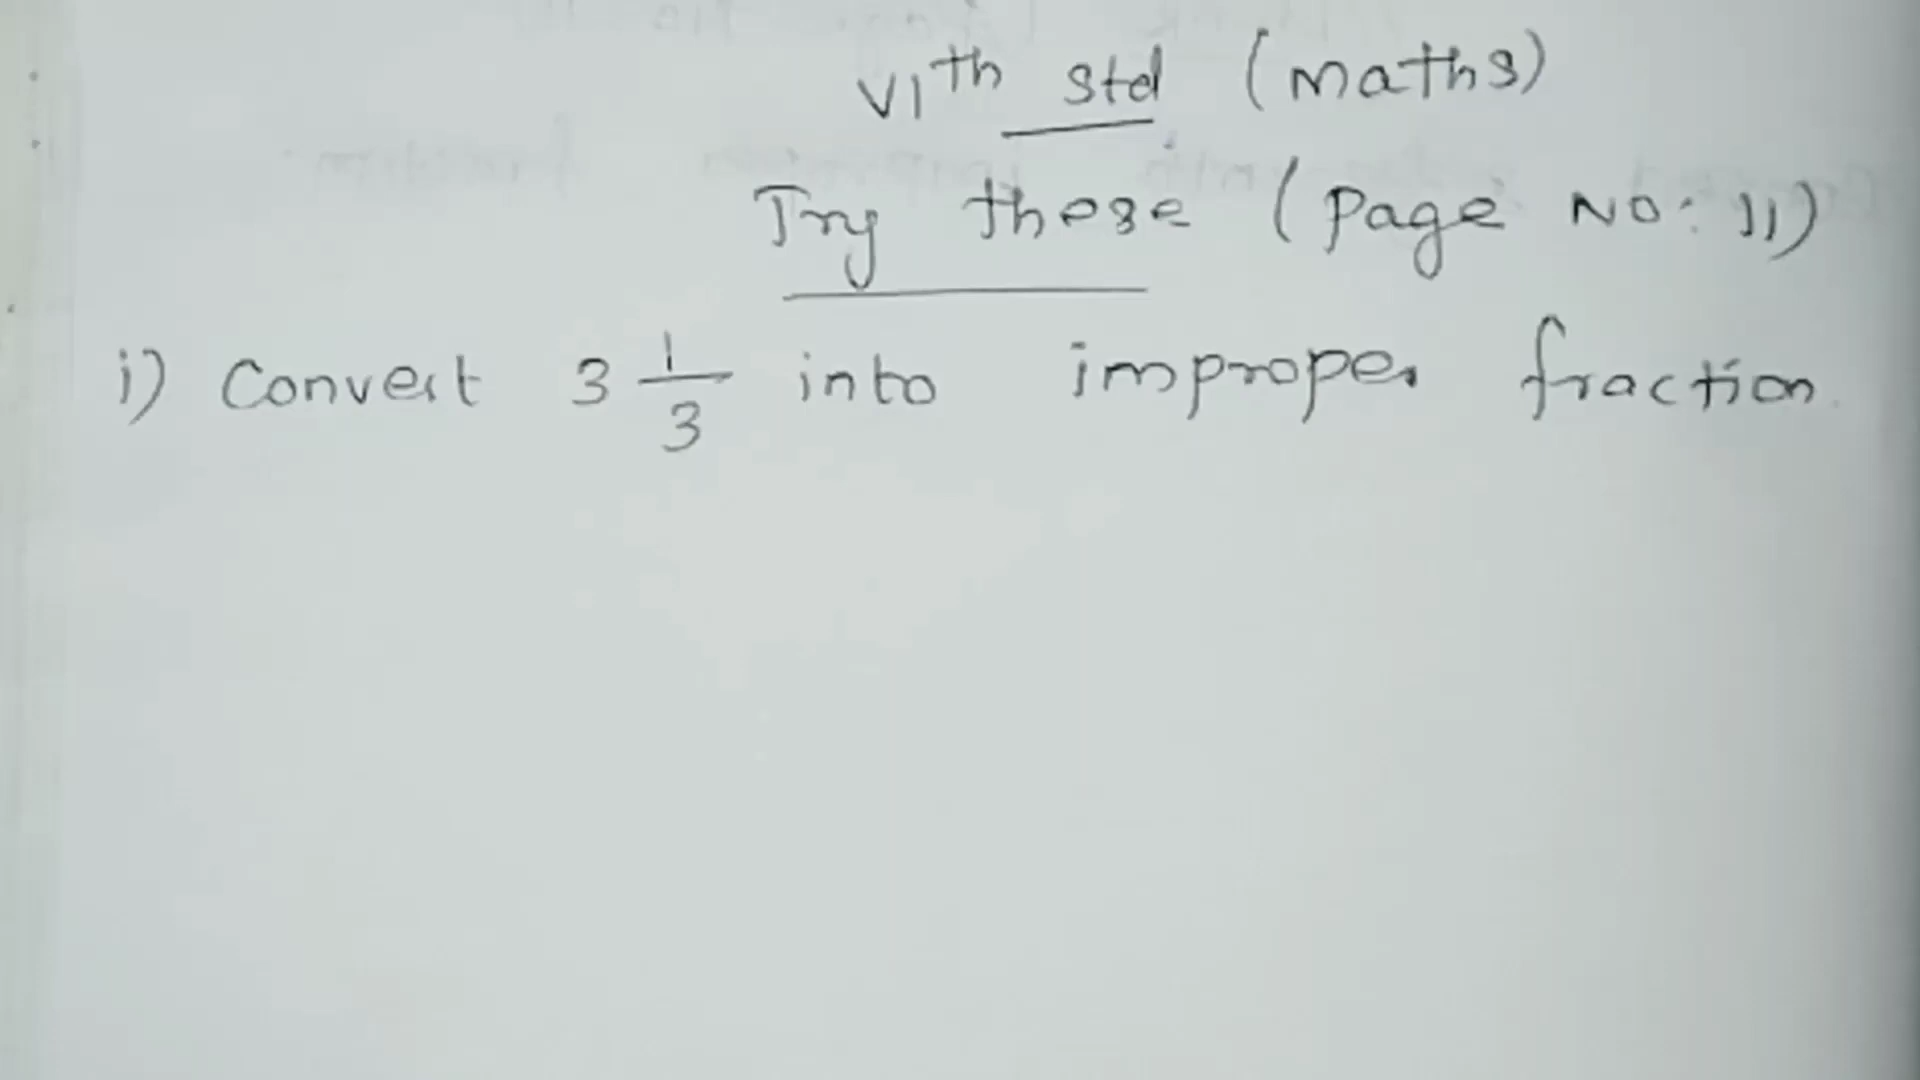 VIth std (Maths)
Try these (Page No: 11)
i) Convert 3 1/3 into improper fraction.